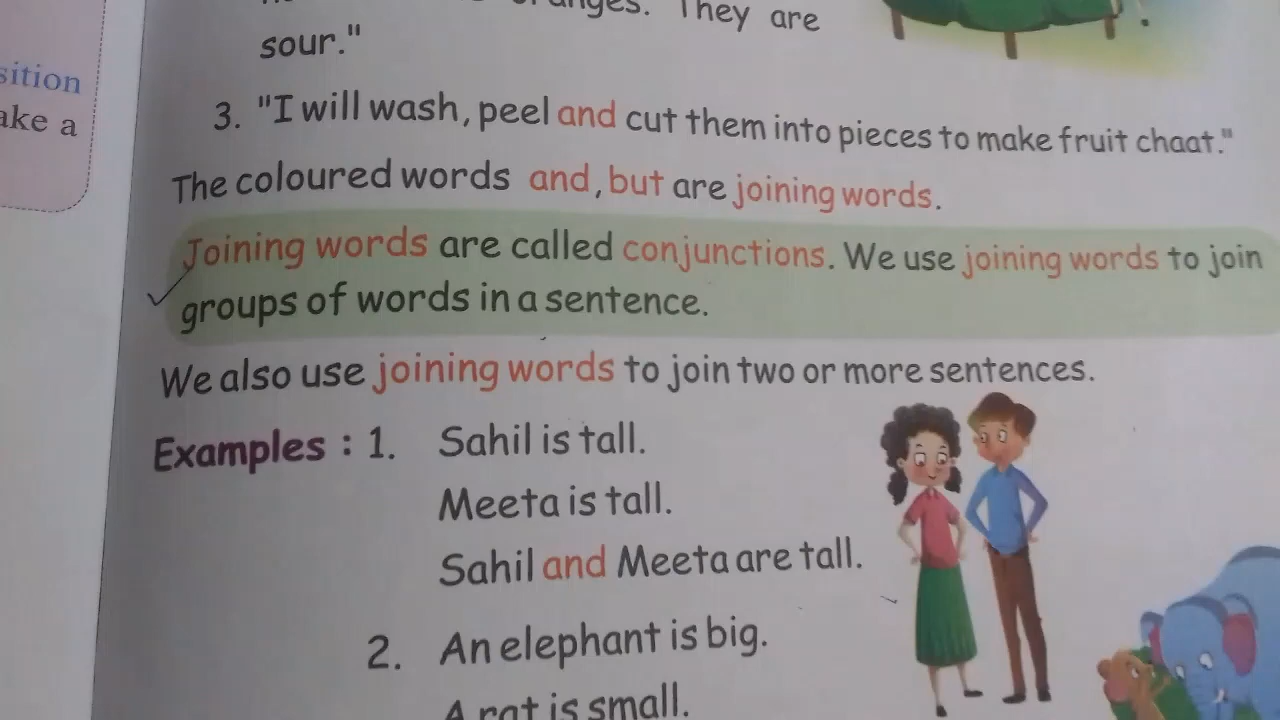 sition
ake a
They are
sour."
3. "I will wash, peel and cut them into pieces to make fruit chaat."
The coloured words and, but are joining words.
Joining words are called conjunctions. We use joining words to join
groups of words in a sentence.
We also use joining words to join two or more sentences.
Examples : 1. Sahil is tall.
Meeta is tall.
Sahil and Meeta are tall.
2. An elephant is big.
A rat is small.